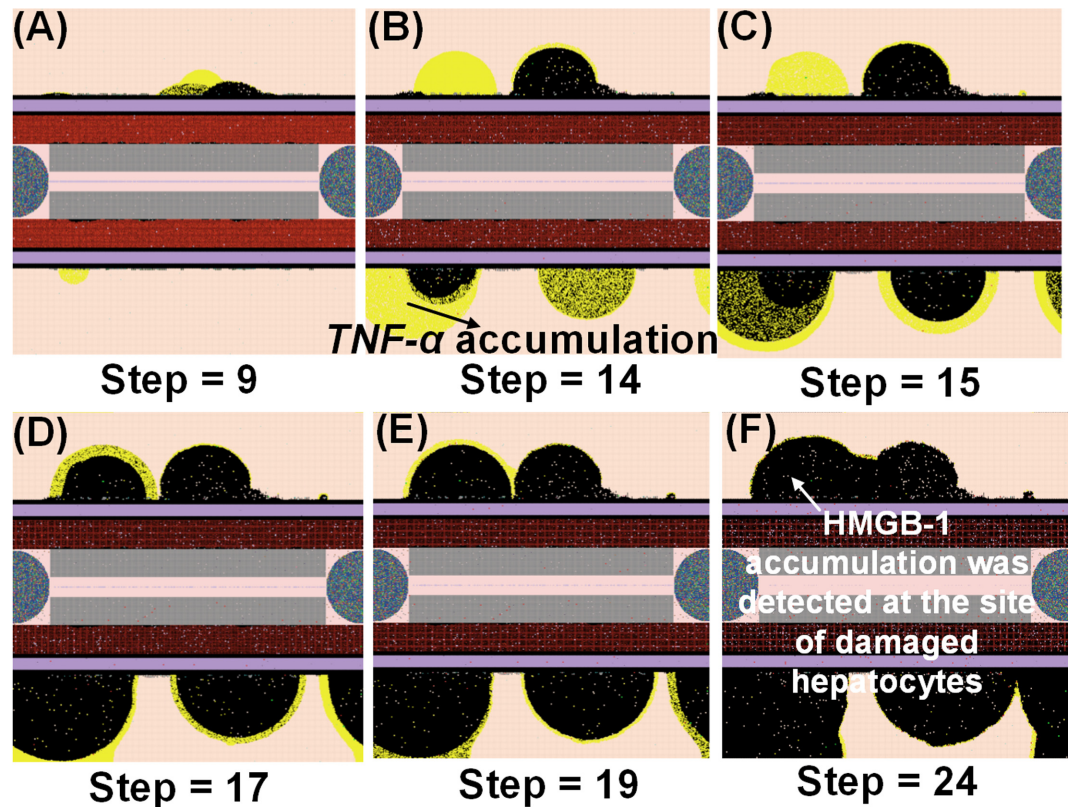 (A)
(B)
(C)
TNF-α accumulation
Step = 9
Step = 14
Step = 15
(D)
(E)
(F)
HMGB-1
accumulation was
detected at the site
of damaged
hepatocytes
Step = 17
Step = 19
Step = 24